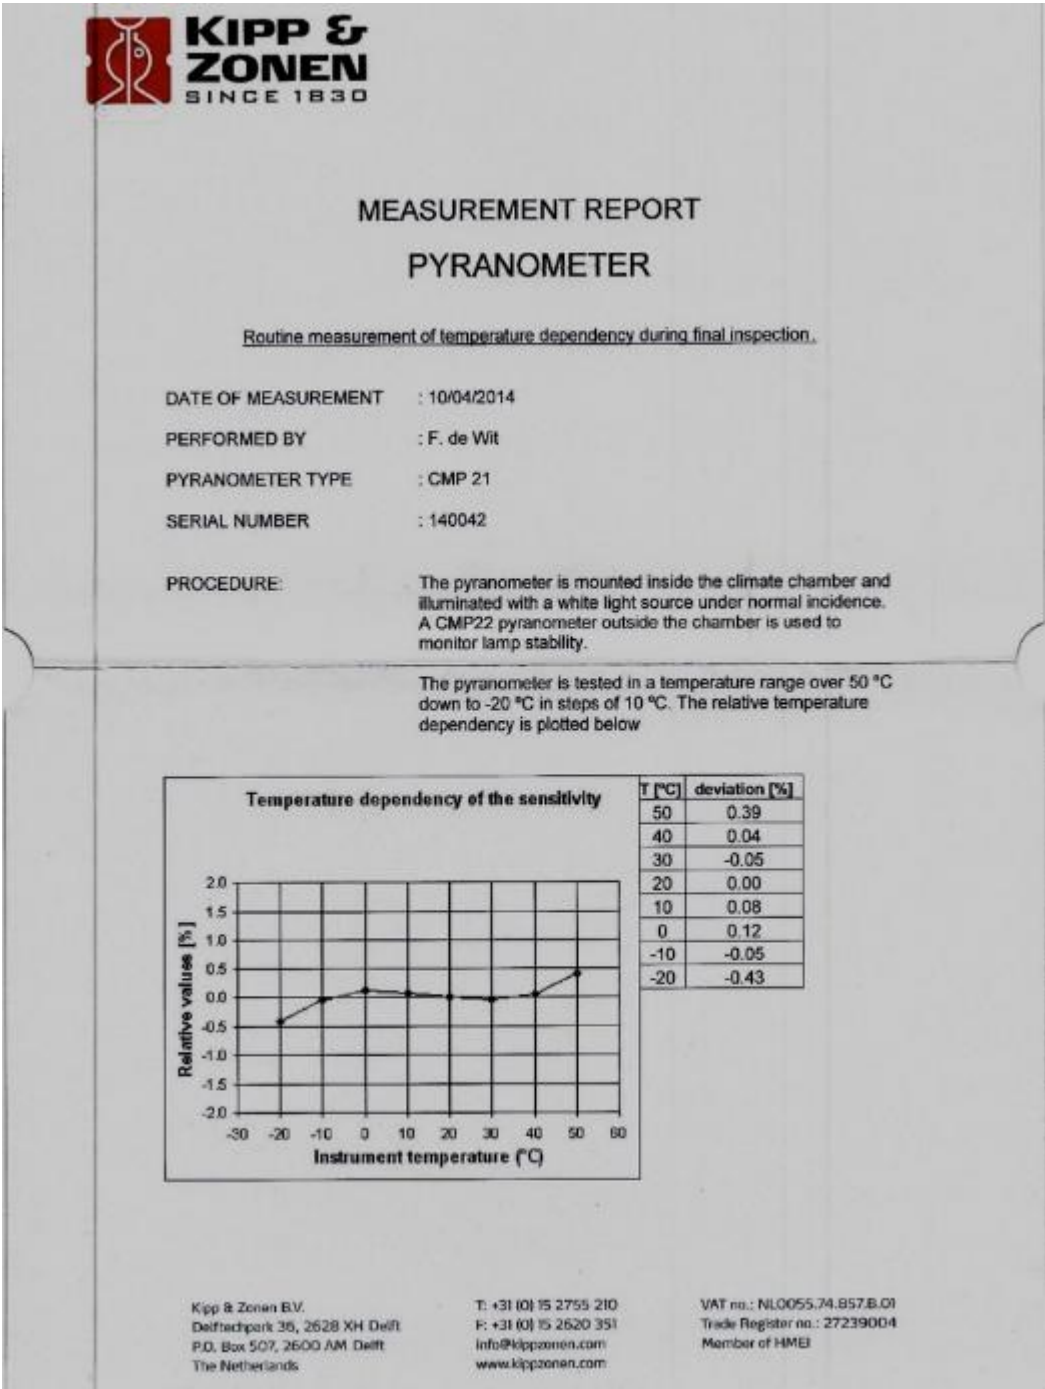 KIPP &
ZONEN
SINCE 1830
MEASUREMENT REPORT
PYRANOMETER
Routine measurement of temperature dependency during final inspection.
DATE OF MEASUREMENT : 10/04/2014
PERFORMED BY : F. de Wit
PYRANOMETER TYPE : CMP 21
SERIAL NUMBER : 140042
PROCEDURE: The pyranometer is mounted inside the climate chamber and
illuminated with a white light source under normal incidence.
A CMP22 pyranometer outside the chamber is used to
monitor lamp stability.
The pyranometer is tested in a temperature range over 50 °C
down to -20 °C in steps of 10 °C. The relative temperature
dependency is plotted below
Temperature dependency of the sensitivity
Relative values [%]
2.0
1.5
1.0
0.5
0.0
-0.5
-1.0
-1.5
-2.0
-30 -20 -10 0 10 20 30 40 50 60
Instrument temperature (°C)
T [°C] deviation [%]
50 0.39
40 0.04
30 -0.05
20 0.00
10 0.08
0 0.12
-10 -0.05
-20 -0.43
Kipp & Zonen B.V.
Delftechpark 36, 2628 XH Delft
P.O. Box 507, 2600 AM Delft
The Netherlands
T: +31 (0) 15 2755 210
F: +31 (0) 15 2620 351
info@kippzonen.com
www.kippzonen.com
VAT no.: NL0055.74.857.B.01
Trade Register no.: 27239004
Member of HMEI